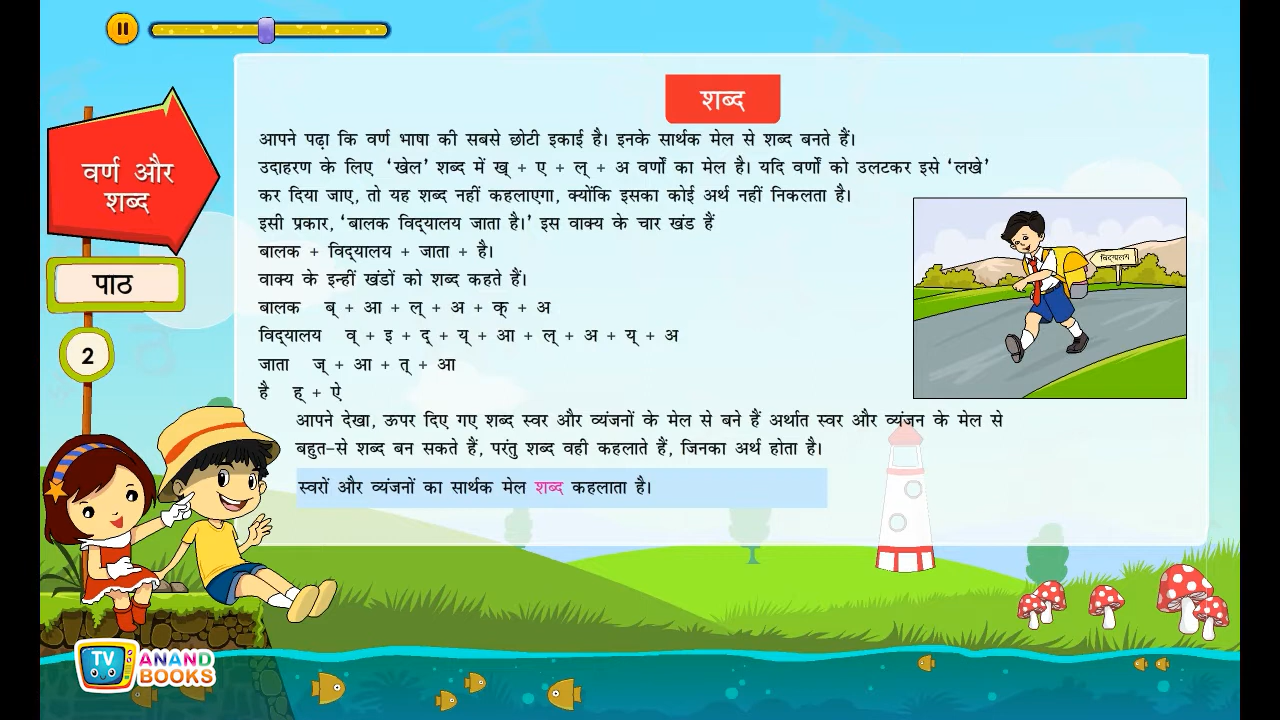 शब्द
आपने पढ़ा कि वर्ण भाषा की सबसे छोटी इकाई है। इनके सार्थक मेल से शब्द बनते हैं।
उदाहरण के लिए ‘खेल’ शब्द में ख् + ए + ल् + अ वर्णों का मेल है। यदि वर्णों को उलटकर इसे ‘लखे’
कर दिया जाए, तो यह शब्द नहीं कहलाएगा, क्योंकि इसका कोई अर्थ नहीं निकलता है।
इसी प्रकार, ‘बालक विद्‌यालय जाता है।’ इस वाक्य के चार खंड हैं
बालक + विद्‌यालय + जाता + है।
वाक्य के इन्हीं खंडों को शब्द कहते हैं।
बालक ब् + आ + ल् + अ + क् + अ
विद्‌यालय व् + इ + द् + य् + आ + ल् + अ + य् + अ
जाता ज् + आ + त् + आ
है ह् + ऐ
आपने देखा, ऊपर दिए गए शब्द स्वर और व्यंजनों के मेल से बने हैं अर्थात स्वर और व्यंजन के मेल से
बहुत-से शब्द बन सकते हैं, परंतु शब्द वही कहलाते हैं, जिनका अर्थ होता है।
स्वरों और व्यंजनों का सार्थक मेल शब्द कहलाता है।
विद्‌यालय
वर्ण और
शब्द
पाठ
2
TV
ANAND
BOOKS